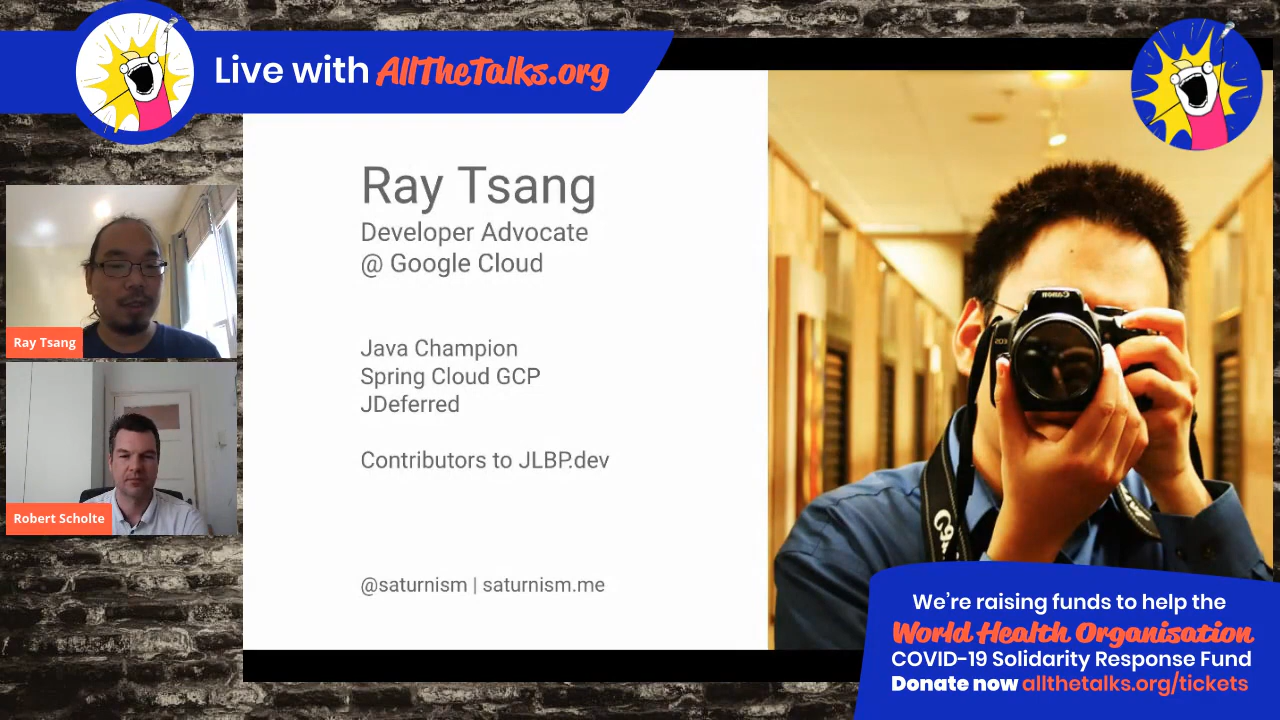 Live with AllTheTalks.org
Ray Tsang
Developer Advocate
@ Google Cloud
Java Champion
Spring Cloud GCP
JDeferred
Contributors to JLBP.dev
@saturnism | saturnism.me
Ray Tsang
Robert Scholte
Canon
We're raising funds to help the
World Health Organisation
COVID-19 Solidarity Response Fund
Donate now allthetalks.org/tickets